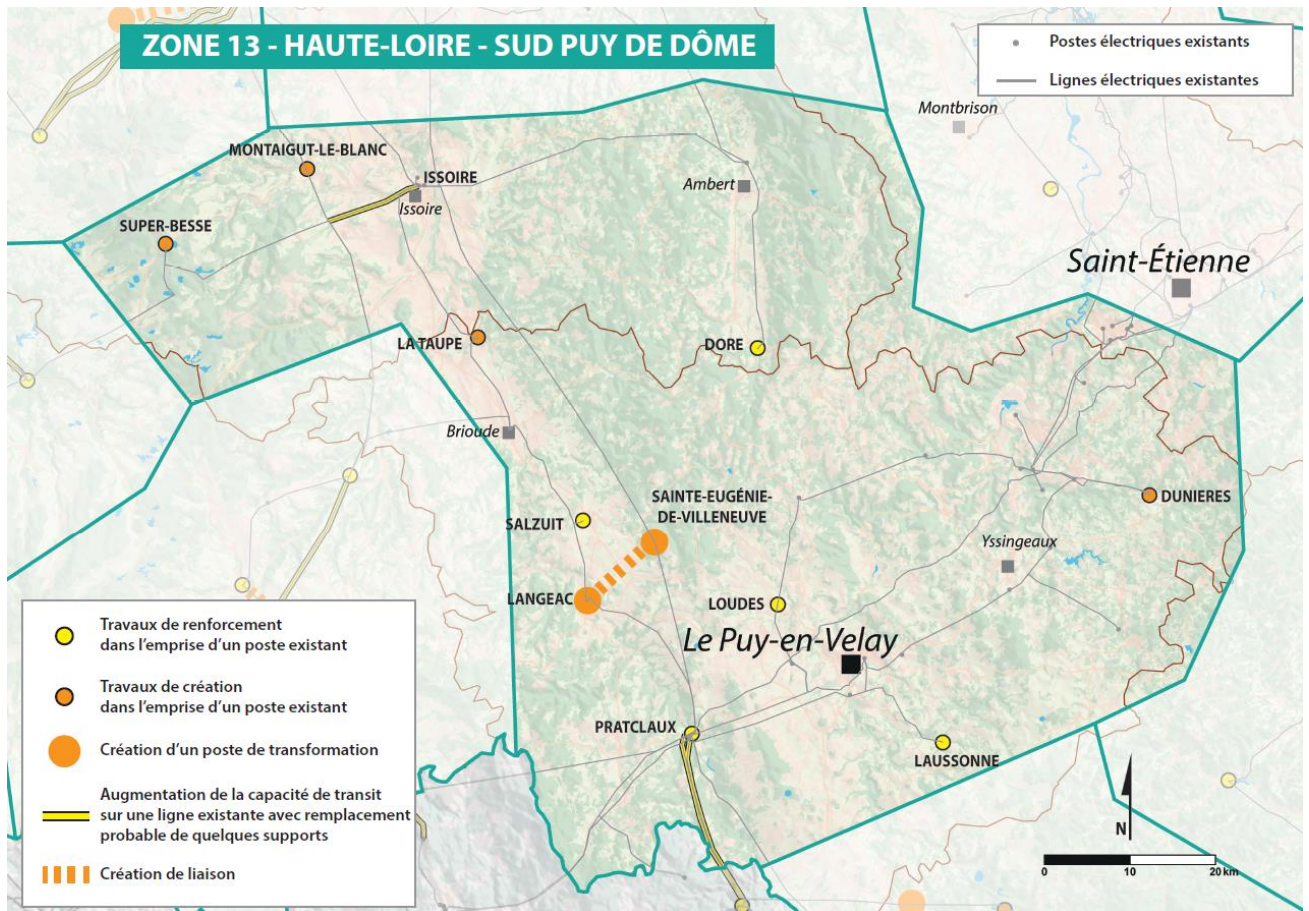 ZONE 13 - HAUTE-LOIRE - SUD PUY DE DÔME
Postes électriques existants
Lignes électriques existantes
Montbrison
MONTAIGUT-LE-BLANC
ISSOIRE
Issoire
Ambert
SUPER-BESSE
Saint-Étienne
LA TAUPE
DORE
Brioude
SAINTE-EUGÉNIE-
DE-VILLENEUVE
DUNIERES
SALZUIT
Yssingeaux
LANGEAC
LOUDES
Le Puy-en-Velay
PRATCLAUX
LAUSSONNE
Travaux de renforcement
dans l'emprise d'un poste existant
Travaux de création
dans l'emprise d'un poste existant
Création d'un poste de transformation
Augmentation de la capacité de transit
sur une ligne existante avec remplacement
probable de quelques supports
Création de liaison
N
0 10 20 km